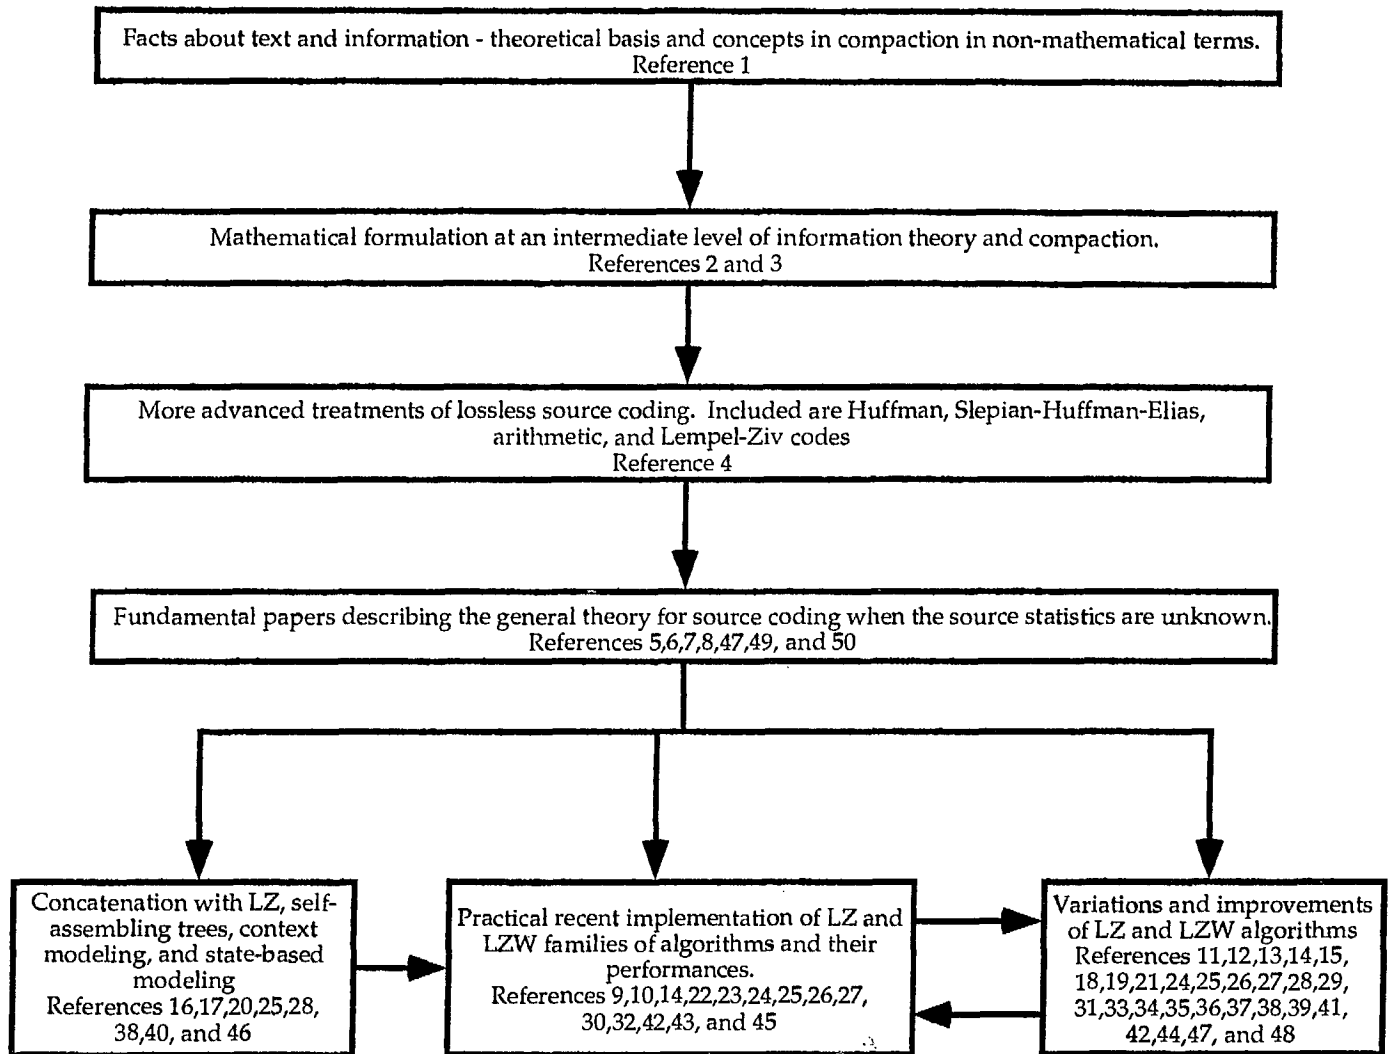 Facts about text and information - theoretical basis and concepts in compaction in non-mathematical terms.
Reference 1
Mathematical formulation at an intermediate level of information theory and compaction.
References 2 and 3
More advanced treatments of lossless source coding. Included are Huffman, Slepian-Huffman-Elias,
arithmetic, and Lempel-Ziv codes
Reference 4
Fundamental papers describing the general theory for source coding when the source statistics are unknown.
References 5,6,7,8,47,49, and 50
Concatenation with LZ, self-
assembling trees, context
modeling, and state-based
modeling
References 16,17,20,25,28,
38,40, and 46
Practical recent implementation of LZ and
LZW families of algorithms and their
performances.
References 9,10,14,22,23,24,25,26,27,
30,32,42,43, and 45
Variations and improvements
of LZ and LZW algorithms
References 11,12,13,14,15,
18,19,21,24,25,26,27,28,29,
31,33,34,35,36,37,38,39,41,
42,44,47, and 48